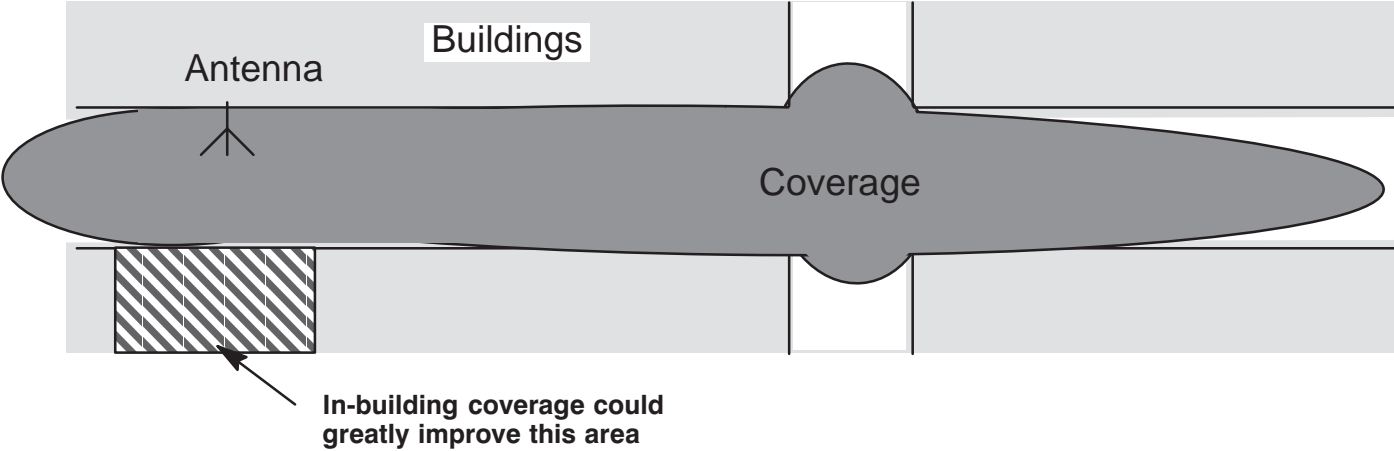 Buildings
Antenna
Coverage
In-building coverage could
greatly improve this area